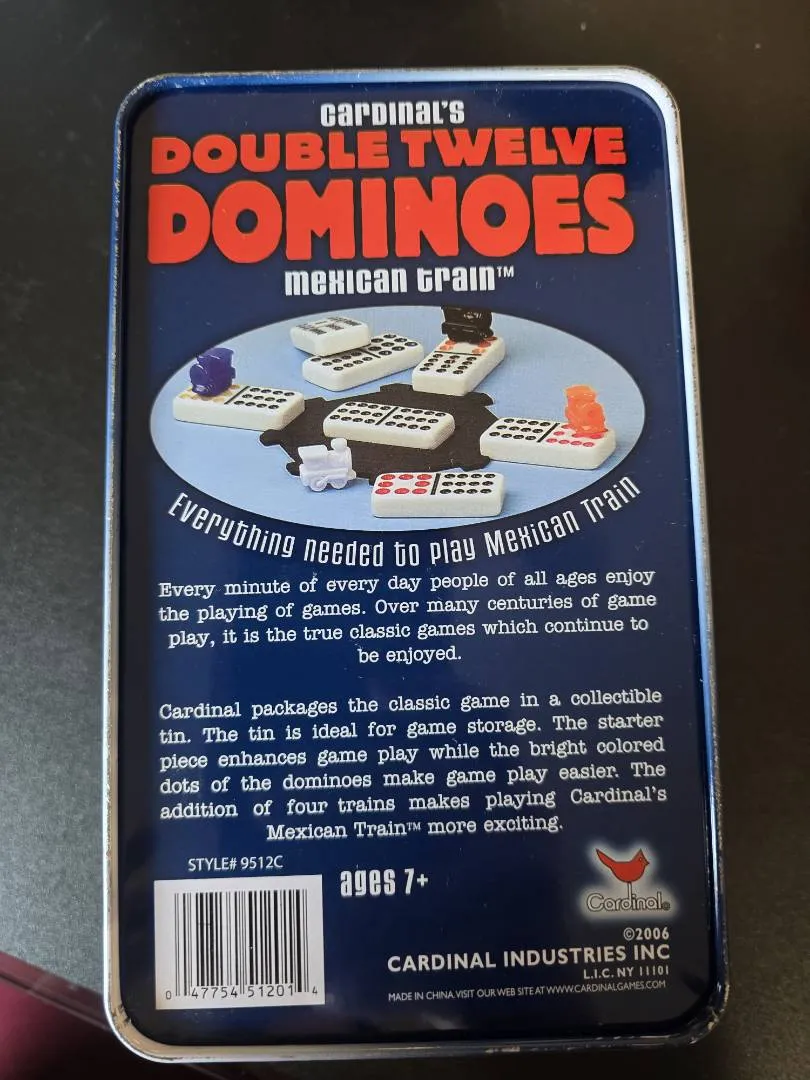 CARDINAL'S
DOUBLE TWELVE
DOMINOES
mexican train™
Everything needed to play Mexican Train
Every minute of every day people of all ages enjoy
the playing of games. Over many centuries of game
play, it is the true classic games which continue to
be enjoyed.
Cardinal packages the classic game in a collectible
tin. The tin is ideal for game storage. The starter
piece enhances game play while the bright colored
dots of the dominoes make game play easier. The
addition of four trains makes playing Cardinal's
Mexican Train™ more exciting.
STYLE# 9512C
ages 7+
0 47754 51201 4
Cardinal®
©2006
CARDINAL INDUSTRIES INC
L.I.C. NY 11101
MADE IN CHINA. VISIT OUR WEB SITE AT WWW.CARDINALGAMES.COM